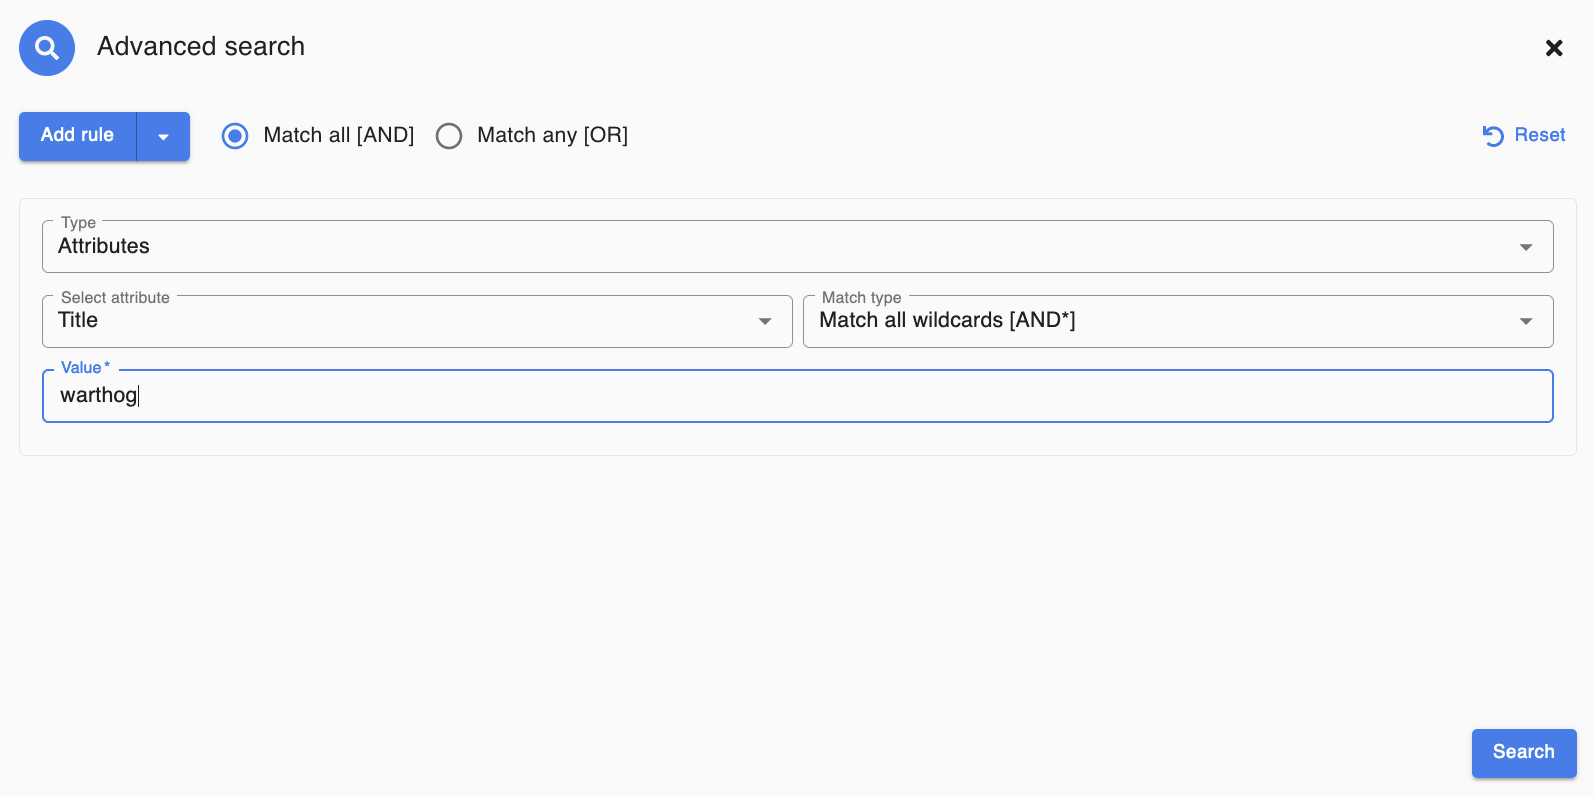 Advanced search
Add rule
Match all [AND]
Match any [OR]
Reset
Type
Attributes
Select attribute
Title
Match type
Match all wildcards [AND*]
Value *
warthog
Search